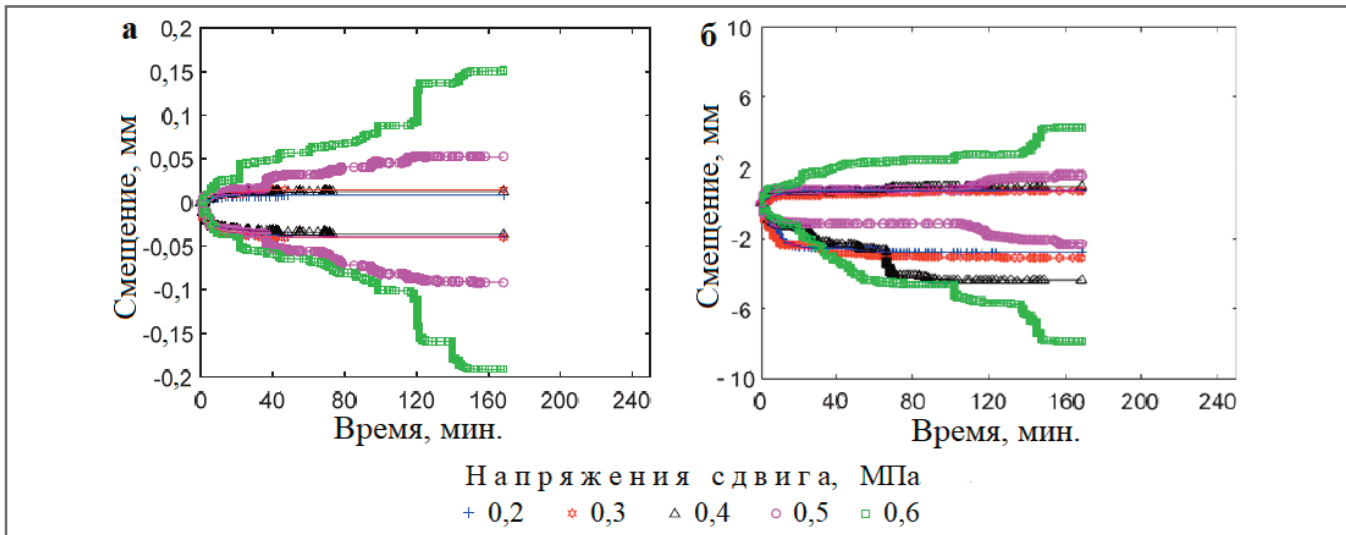 а
0,2
0,15
0,1
0,05
0
-0,05
-0,1
-0,15
-0,2
Смещение, мм
0 40 80 120 160 200 240
Время, мин.
б
10
6
2
-2
-6
-10
Смещение, мм
0 40 80 120 160 200 240
Время, мин.
Напряжения сдвига, МПа
0,2 0,3 0,4 0,5 0,6